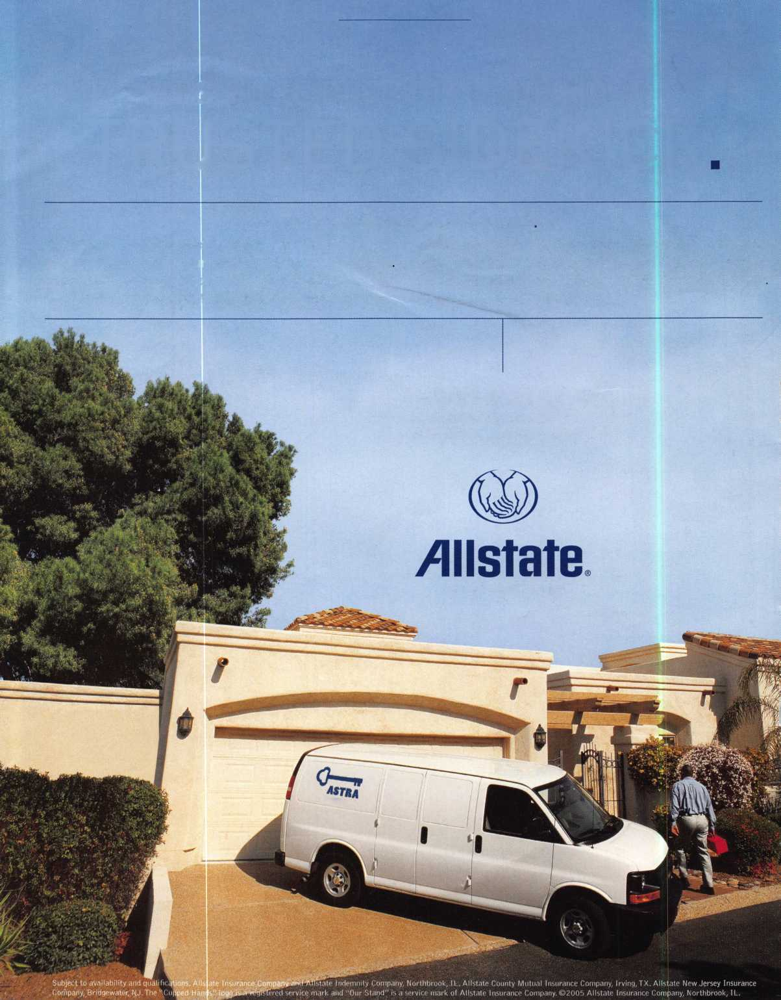 Allstate®
ASTRA
Subject to availability and qualifications. Allstate Insurance Company and Allstate Indemnity Company, Northbrook, IL. Allstate County Mutual Insurance Company, Irving, TX. Allstate New Jersey Insurance
Company, Bridgewater, NJ. The "Cupped Hands" logo is a registered service mark and "Our Stand" is a service mark of Allstate Insurance Company. ©2005 Allstate Insurance Company, Northbrook, IL.